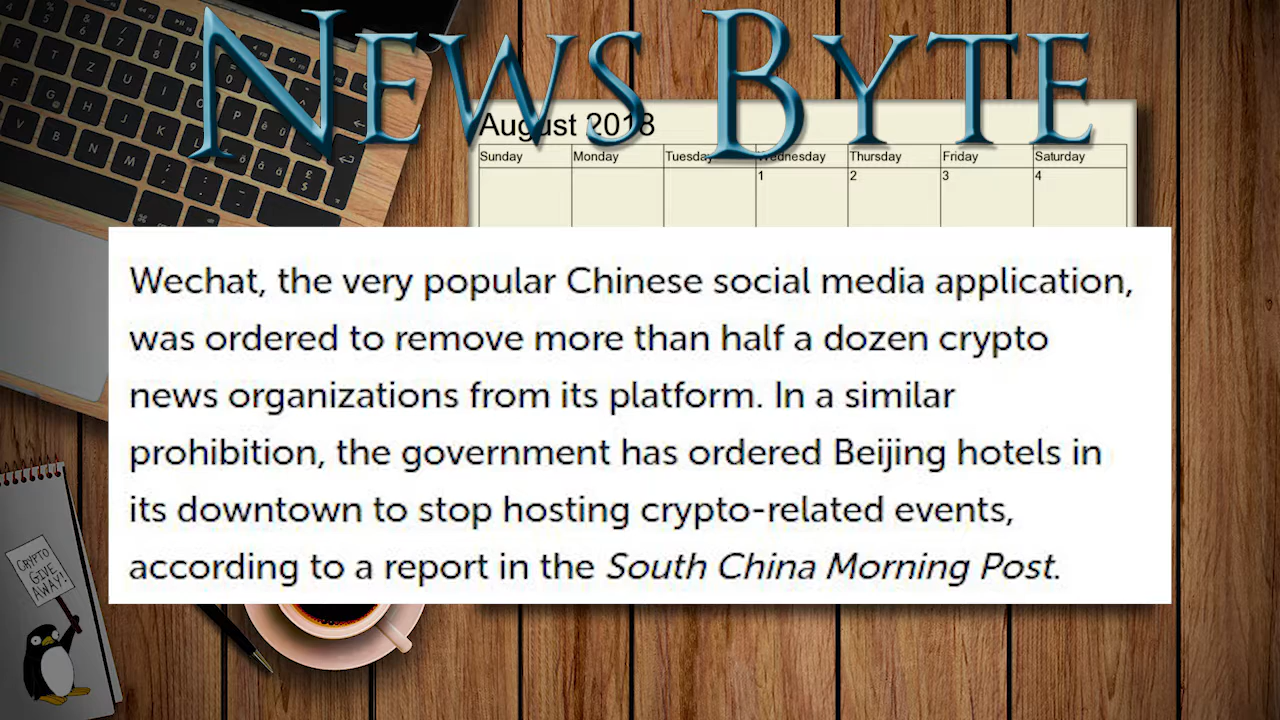 News Byte
August 2018
Sunday Monday Tuesday Wednesday Thursday Friday Saturday
1 2 3 4
Wechat, the very popular Chinese social media application,
was ordered to remove more than half a dozen crypto
news organizations from its platform. In a similar
prohibition, the government has ordered Beijing hotels in
its downtown to stop hosting crypto-related events,
according to a report in the South China Morning Post.
CRYPTO
GIVE
AWAY!